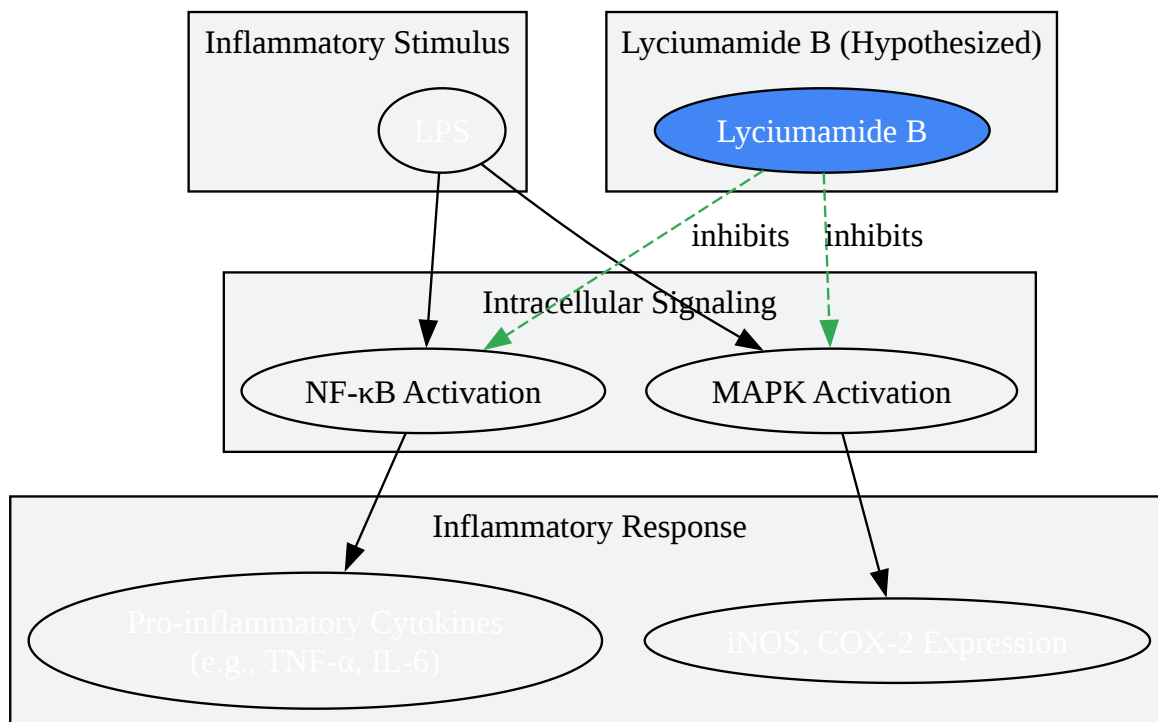 Inflammatory Stimulus
Lyciumamide B (Hypothesized)
LPS
Lyciumamide B
inhibits
inhibits
Intracellular Signaling
NF-κB Activation
MAPK Activation
Inflammatory Response
Pro-inflammatory Cytokines
(e.g., TNF-α, IL-6)
iNOS, COX-2 Expression